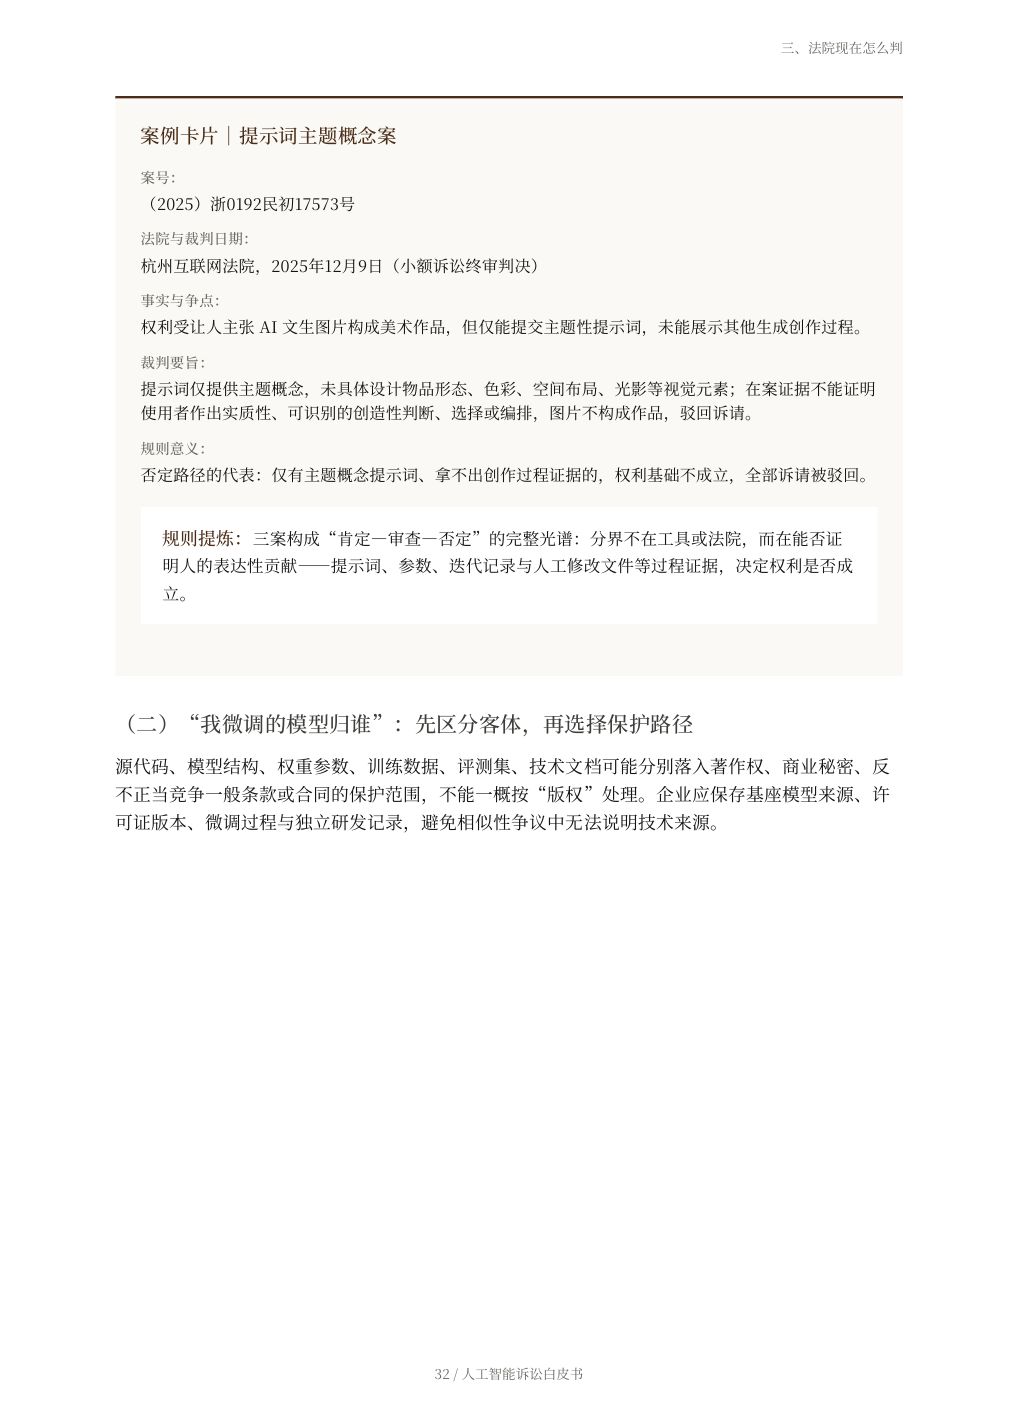 三、法院现在怎么判
案例卡片｜提示词主题概念案
案号：
（2025）浙0192民初17573号
法院与裁判日期：
杭州互联网法院，2025年12月9日（小额诉讼终审判决）
事实与争点：
权利受让人主张 AI 文生图片构成美术作品，但仅能提交主题性提示词，未能展示其他生成创作过程。
裁判要旨：
提示词仅提供主题概念，未具体设计物品形态、色彩、空间布局、光影等视觉元素；在案证据不能证明
使用者作出实质性、可识别的创造性判断、选择或编排，图片不构成作品，驳回诉请。
规则意义：
否定路径的代表：仅有主题概念提示词、拿不出创作过程证据的，权利基础不成立，全部诉请被驳回。
规则提炼：三案构成“肯定—审查—否定”的完整光谱：分界不在工具或法院，而在能否证
明人的表达性贡献——提示词、参数、迭代记录与人工修改文件等过程证据，决定权利是否成
立。
（二）“我微调的模型归谁”：先区分客体，再选择保护路径
源代码、模型结构、权重参数、训练数据、评测集、技术文档可能分别落入著作权、商业秘密、反
不正当竞争一般条款或合同的保护范围，不能一概按“版权”处理。企业应保存基座模型来源、许
可证版本、微调过程与独立研发记录，避免相似性争议中无法说明技术来源。
32 / 人工智能诉讼白皮书